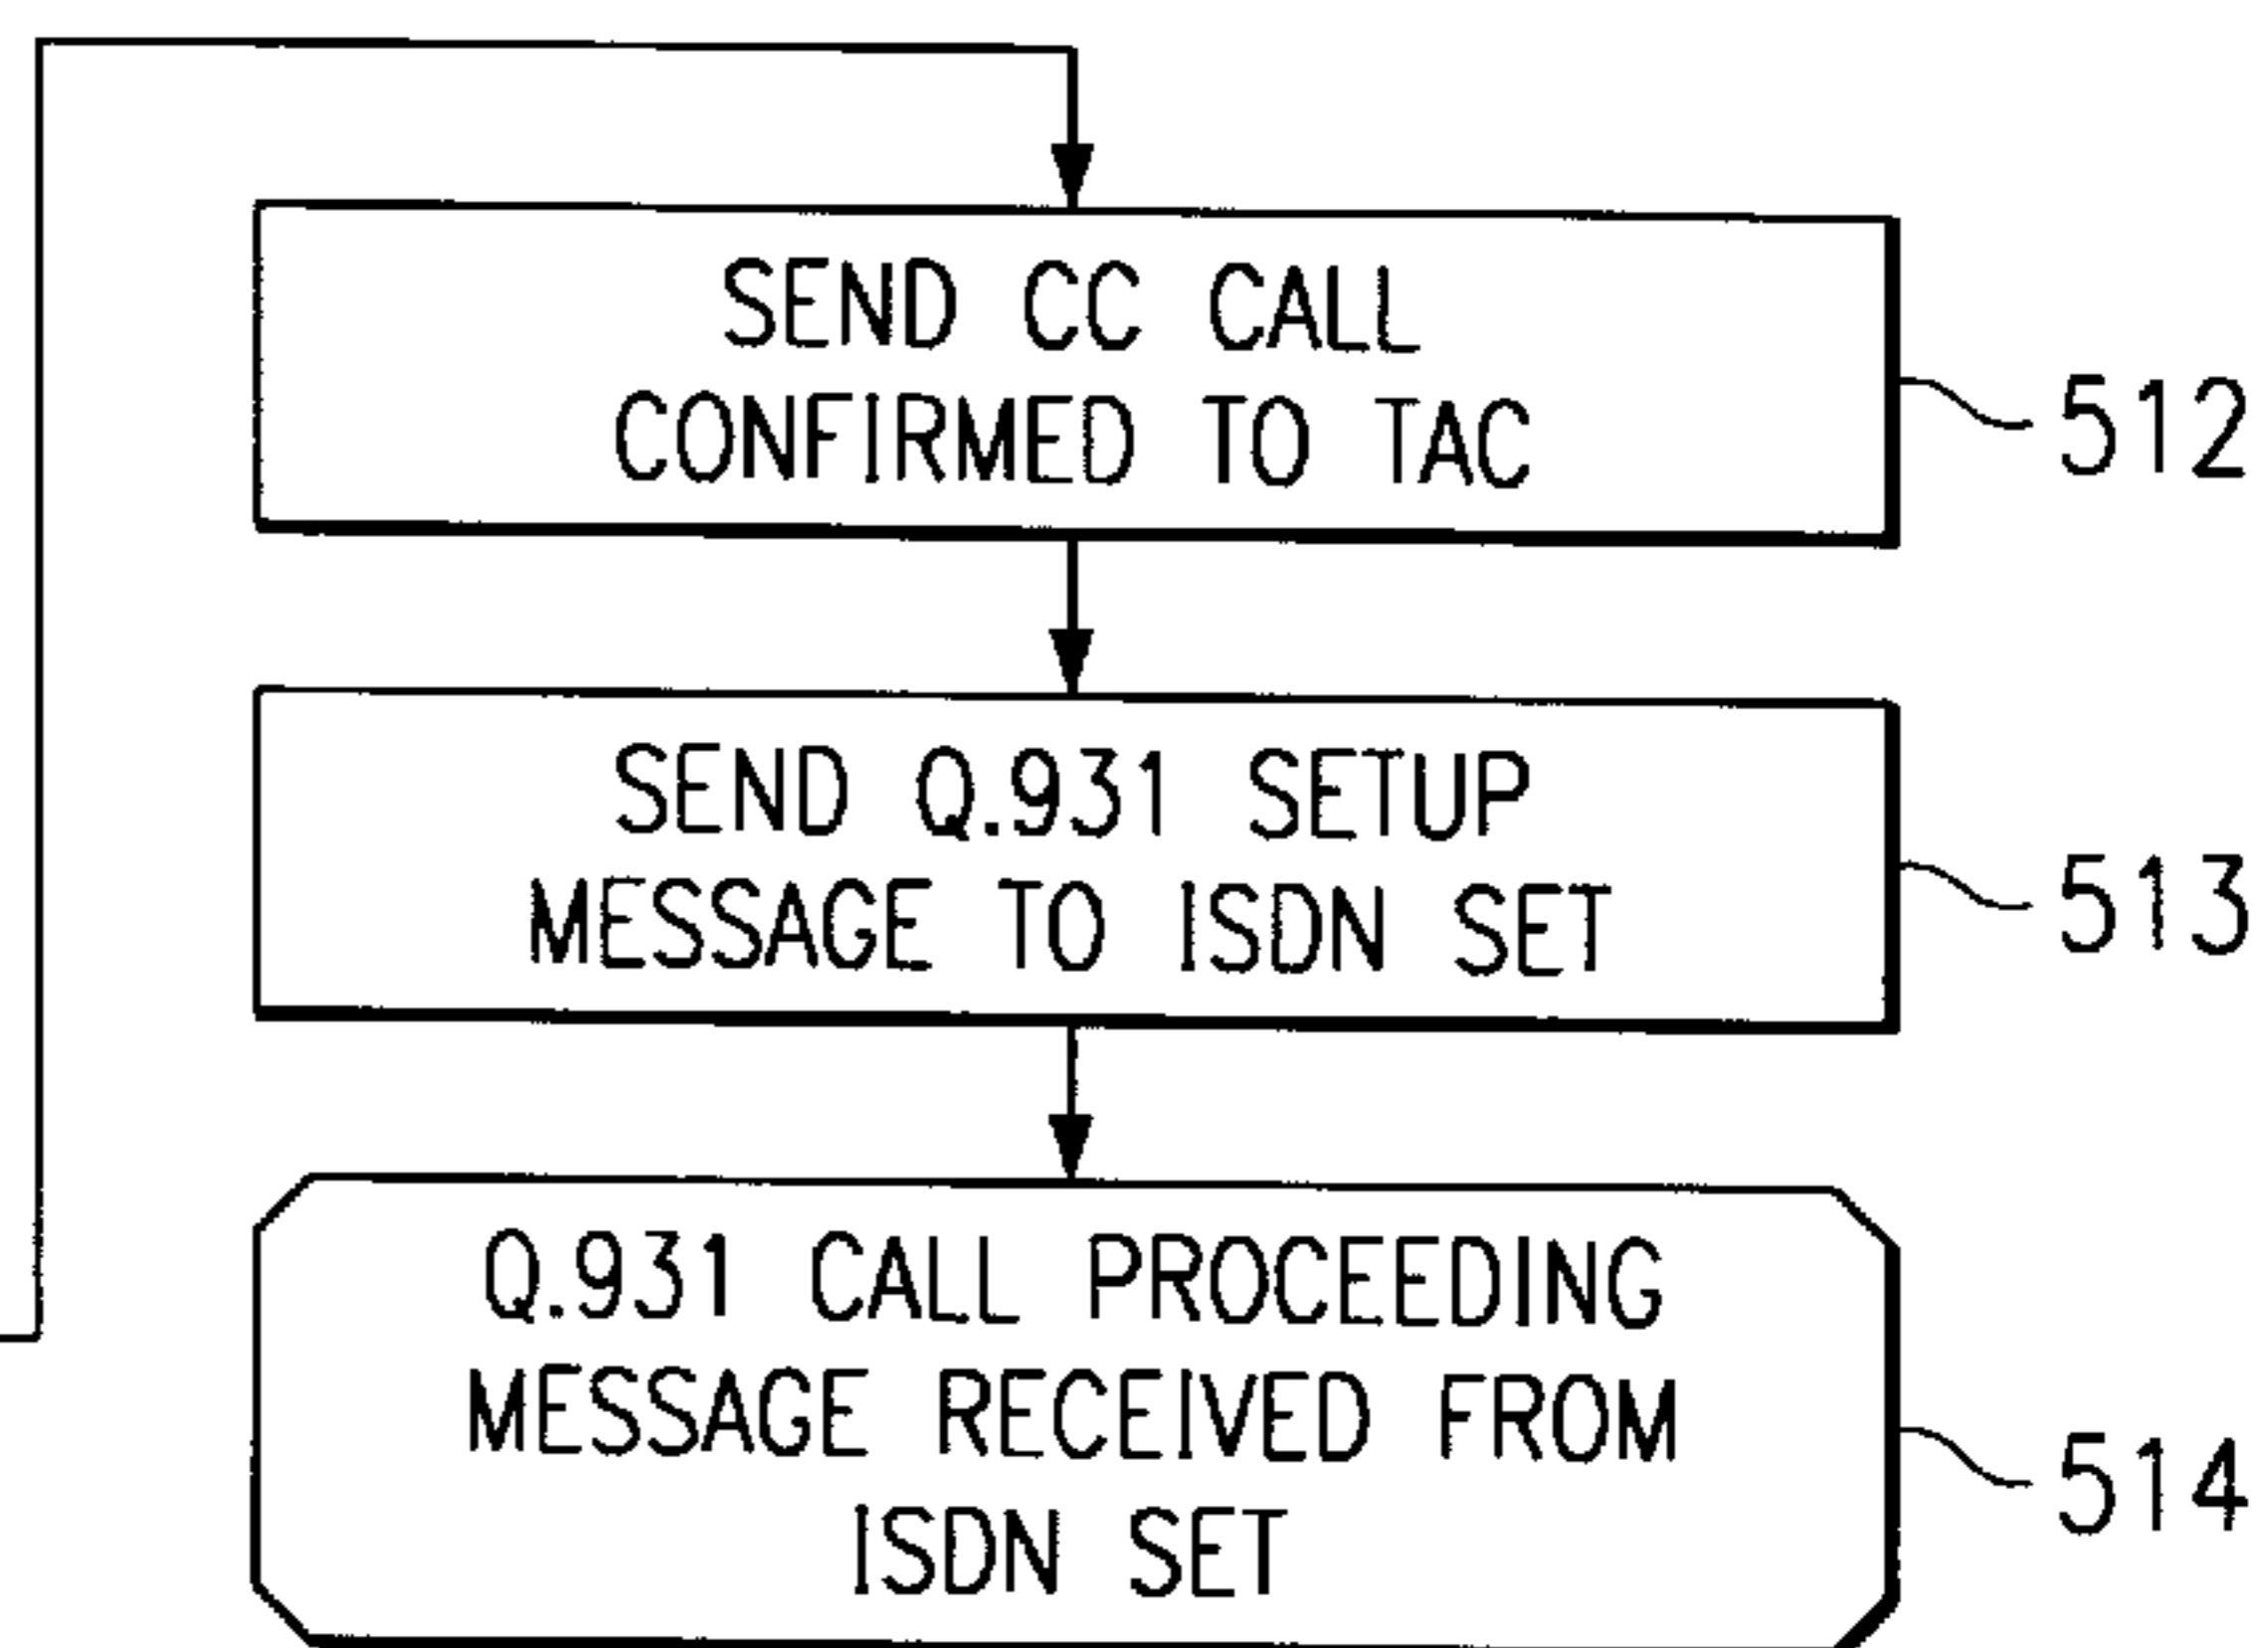 SEND CC CALL
CONFIRMED TO TAC
512
SEND Q.931 SETUP
MESSAGE TO ISDN SET
513
Q.931 CALL PROCEEDING
MESSAGE RECEIVED FROM
ISDN SET
514